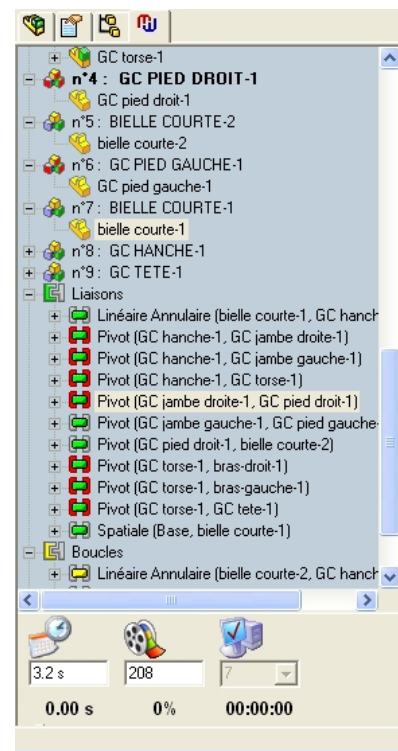 GC torse-1
n°4 : GC PIED DROIT-1
GC pied droit-1
n°5 : BIELLE COURTE-2
bielle courte-2
n°6 : GC PIED GAUCHE-1
GC pied gauche-1
n°7 : BIELLE COURTE-1
bielle courte-1
n°8 : GC HANCHE-1
n°9 : GC TETE-1
Liaisons
Linéaire Annulaire (bielle courte-1, GC hanch
Pivot (GC hanche-1, GC jambe droite-1)
Pivot (GC hanche-1, GC jambe gauche-1)
Pivot (GC hanche-1, GC torse-1)
Pivot (GC jambe droite-1, GC pied droit-1)
Pivot (GC jambe gauche-1, GC pied gauche-
Pivot (GC pied droit-1, bielle courte-2)
Pivot (GC torse-1, bras-droit-1)
Pivot (GC torse-1, bras-gauche-1)
Pivot (GC torse-1, GC tete-1)
Spatiale (Base, bielle courte-1)
Boucles
Linéaire Annulaire (bielle courte-2, GC hanch
3.2 s 208 7
0.00 s 0% 00:00:00